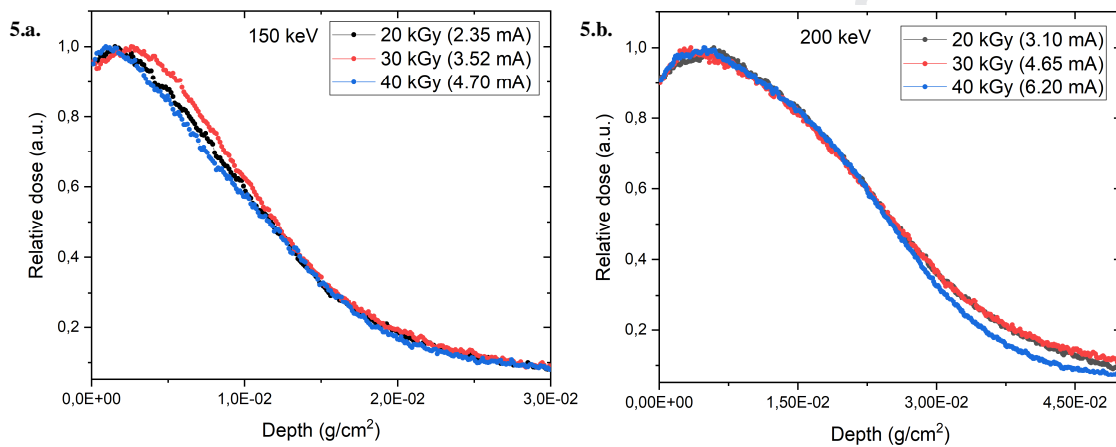 5.a.
150 keV
20 kGy (2.35 mA)
30 kGy (3.52 mA)
40 kGy (4.70 mA)
1,0
0,8
0,6
0,4
0,2
Relative dose (a.u.)
0,0E+00
1,0E-02
2,0E-02
3,0E-02
Depth (g/cm²)
5.b.
200 keV
20 kGy (3.10 mA)
30 kGy (4.65 mA)
40 kGy (6.20 mA)
1,0
0,8
0,6
0,4
0,2
Relative dose (a.u.)
0,00E+00
1,50E-02
3,00E-02
4,50E-02
Depth (g/cm²)